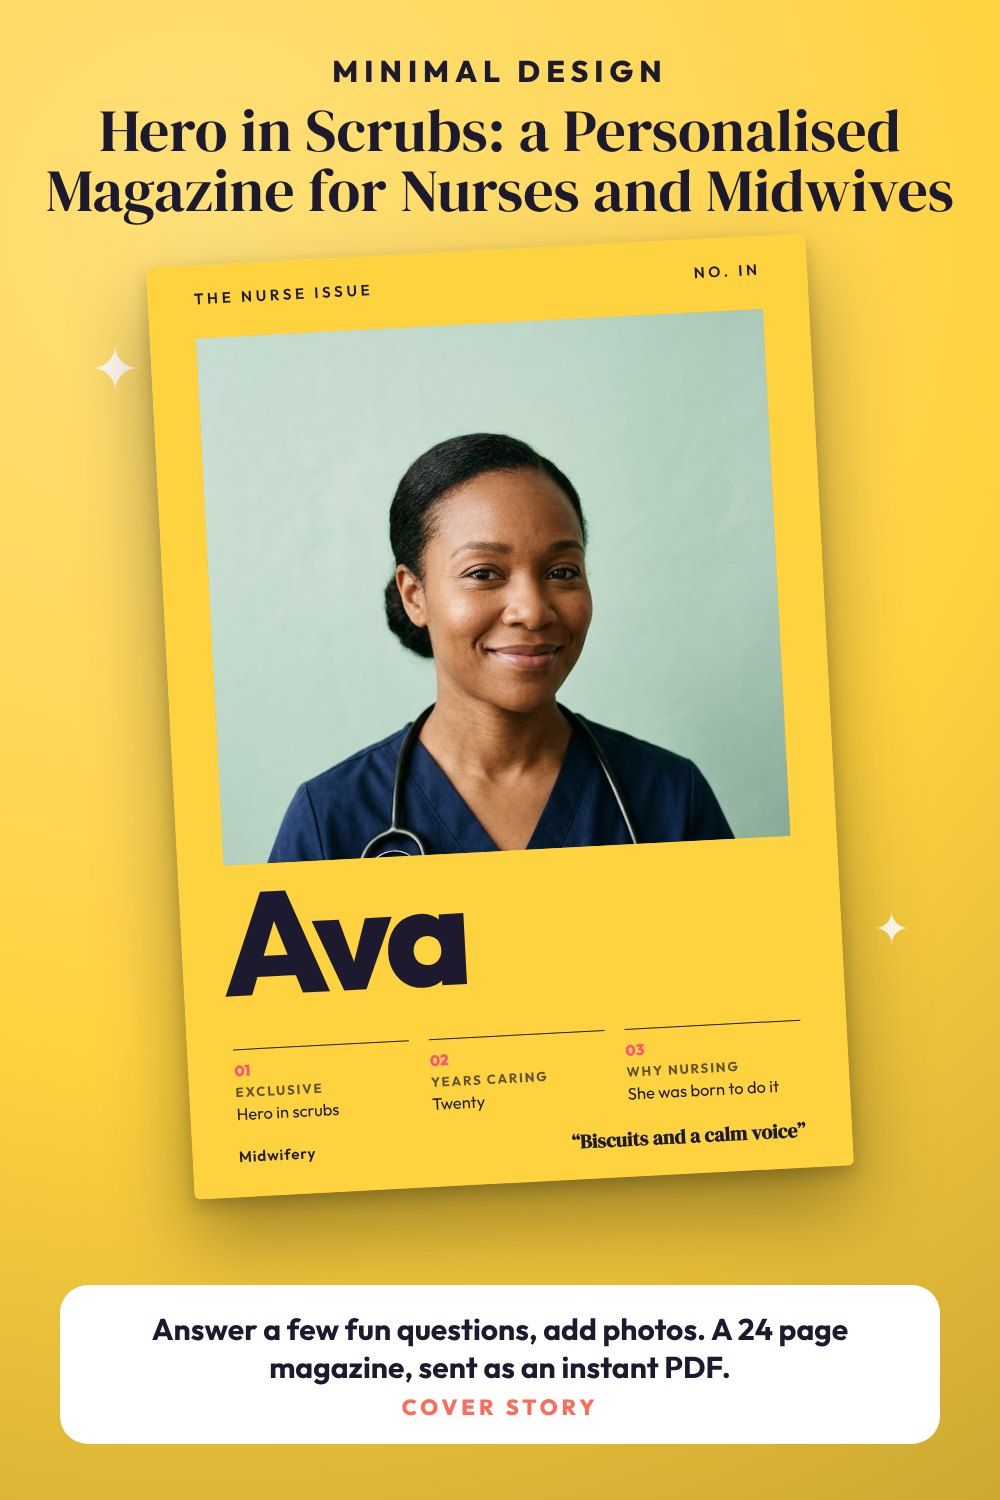 MINIMAL DESIGN
Hero in Scrubs: a Personalised
Magazine for Nurses and Midwives
THE NURSE ISSUE
NO. IN
Ava
01
EXCLUSIVE
Hero in scrubs
02
YEARS CARING
Twenty
03
WHY NURSING
She was born to do it
Midwifery
“Biscuits and a calm voice”
Answer a few fun questions, add photos. A 24 page
magazine, sent as an instant PDF.
COVER STORY